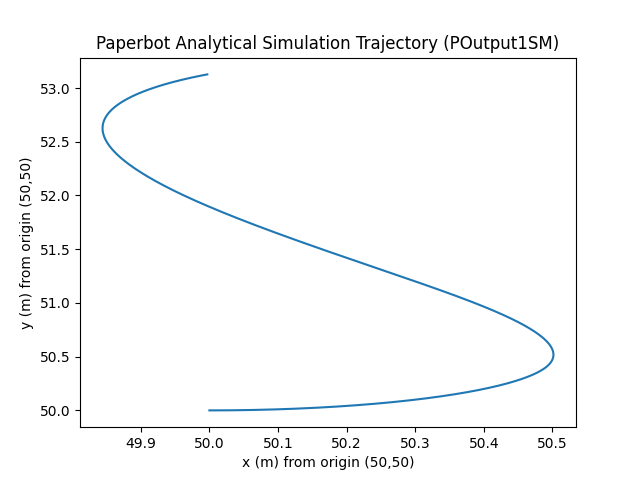 Paperbot Analytical Simulation Trajectory (POutput1SM)
y (m) from origin (50,50)
53.0
52.5
52.0
51.5
51.0
50.5
50.0
49.9 50.0 50.1 50.2 50.3 50.4 50.5
x (m) from origin (50,50)